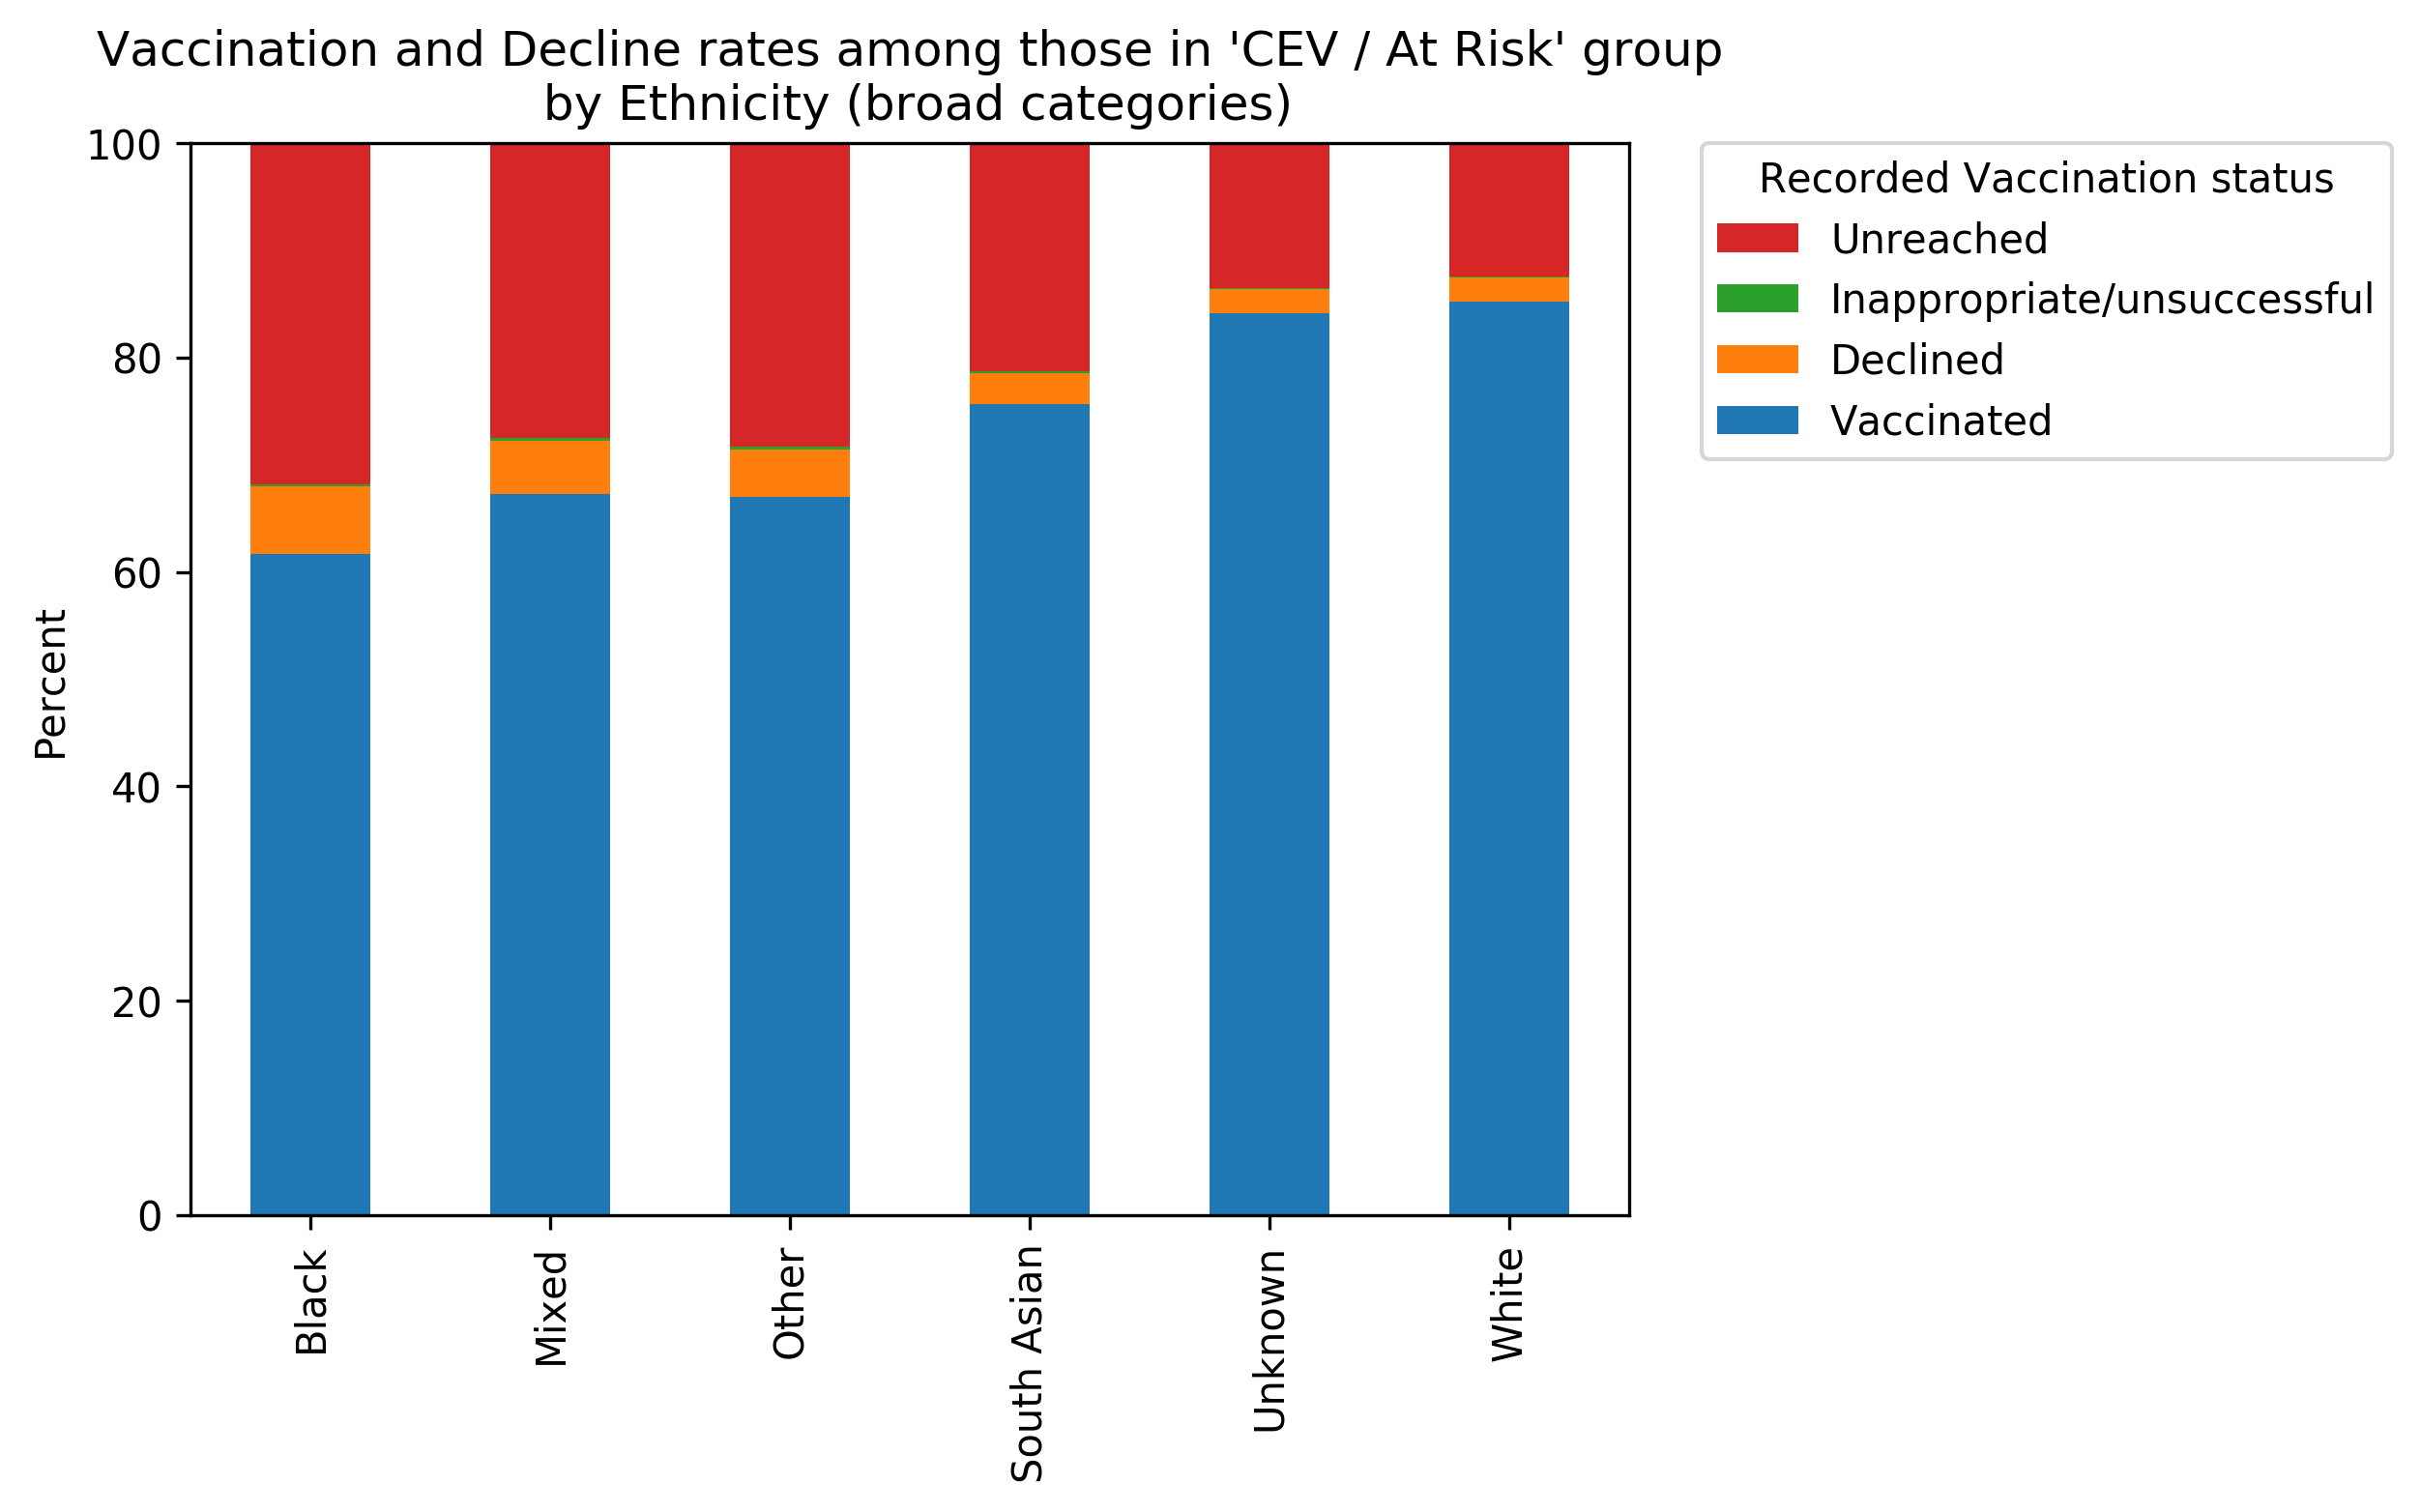 Vaccination and Decline rates among those in 'CEV / At Risk' group
by Ethnicity (broad categories)
100
80
60
40
20
0
Percent
Black
Mixed
Other
South Asian
Unknown
White
Recorded Vaccination status
Unreached
Inappropriate/unsuccessful
Declined
Vaccinated